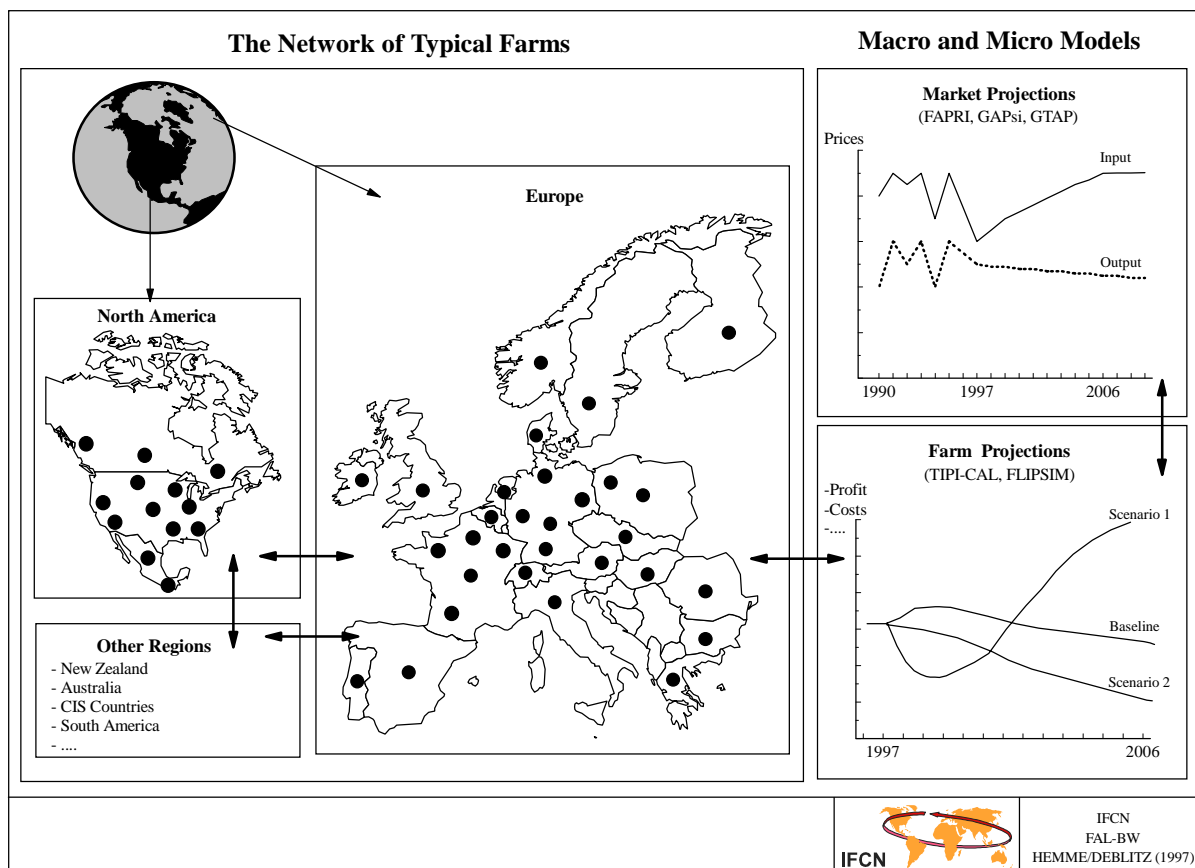 The Network of Typical Farms
Macro and Micro Models
North America
Other Regions
- New Zealand
- Australia
- CIS Countries
- South America
- ....
Europe
Market Projections
(FAPRI, GAPsi, GTAP)
Prices
Input
Output
1990
1997
2006
Farm Projections
(TIPI-CAL, FLIPSIM)
-Profit
-Costs
-....
Scenario 1
Baseline
Scenario 2
1997
2006
IFCN
IFCN
FAL-BW
HEMME/DEBLITZ (1997)